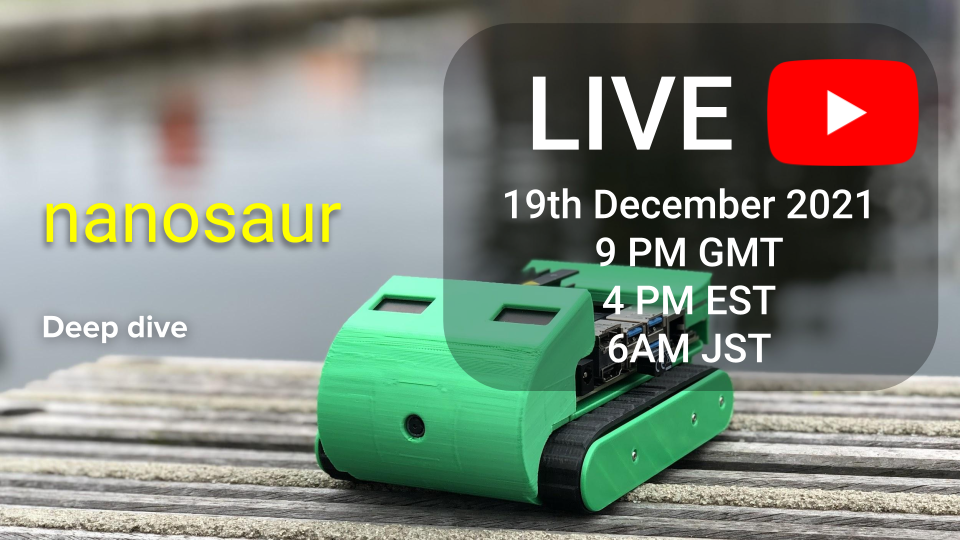 LIVE
19th December 2021
9 PM GMT
4 PM EST
6AM JST
nanosaur
Deep dive